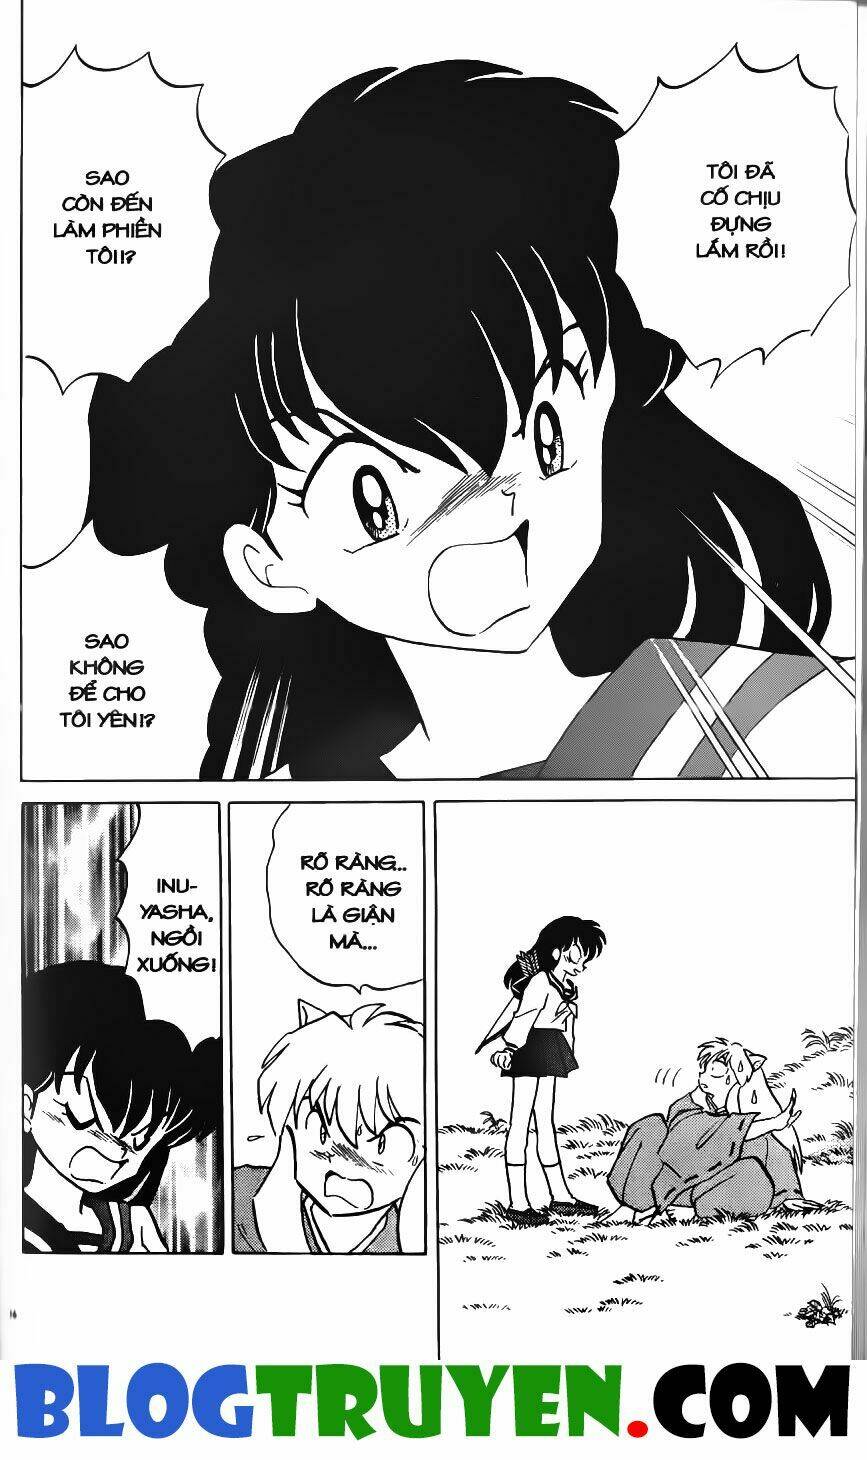 TÔI ĐÃ
CỐ CHỊU
ĐỰNG
LẮM RỒI!
SAO
CÒN ĐẾN
LÀM PHIỀN
TÔI!?
SAO
KHÔNG
ĐỂ CHO
TÔI YÊN!?
RÕ RÀNG..
RÕ RÀNG
LÀ GIẬN
MÀ...
INU-
YASHA,
NGỒI
XUỐNG!
BLOGTRUYEN.COM